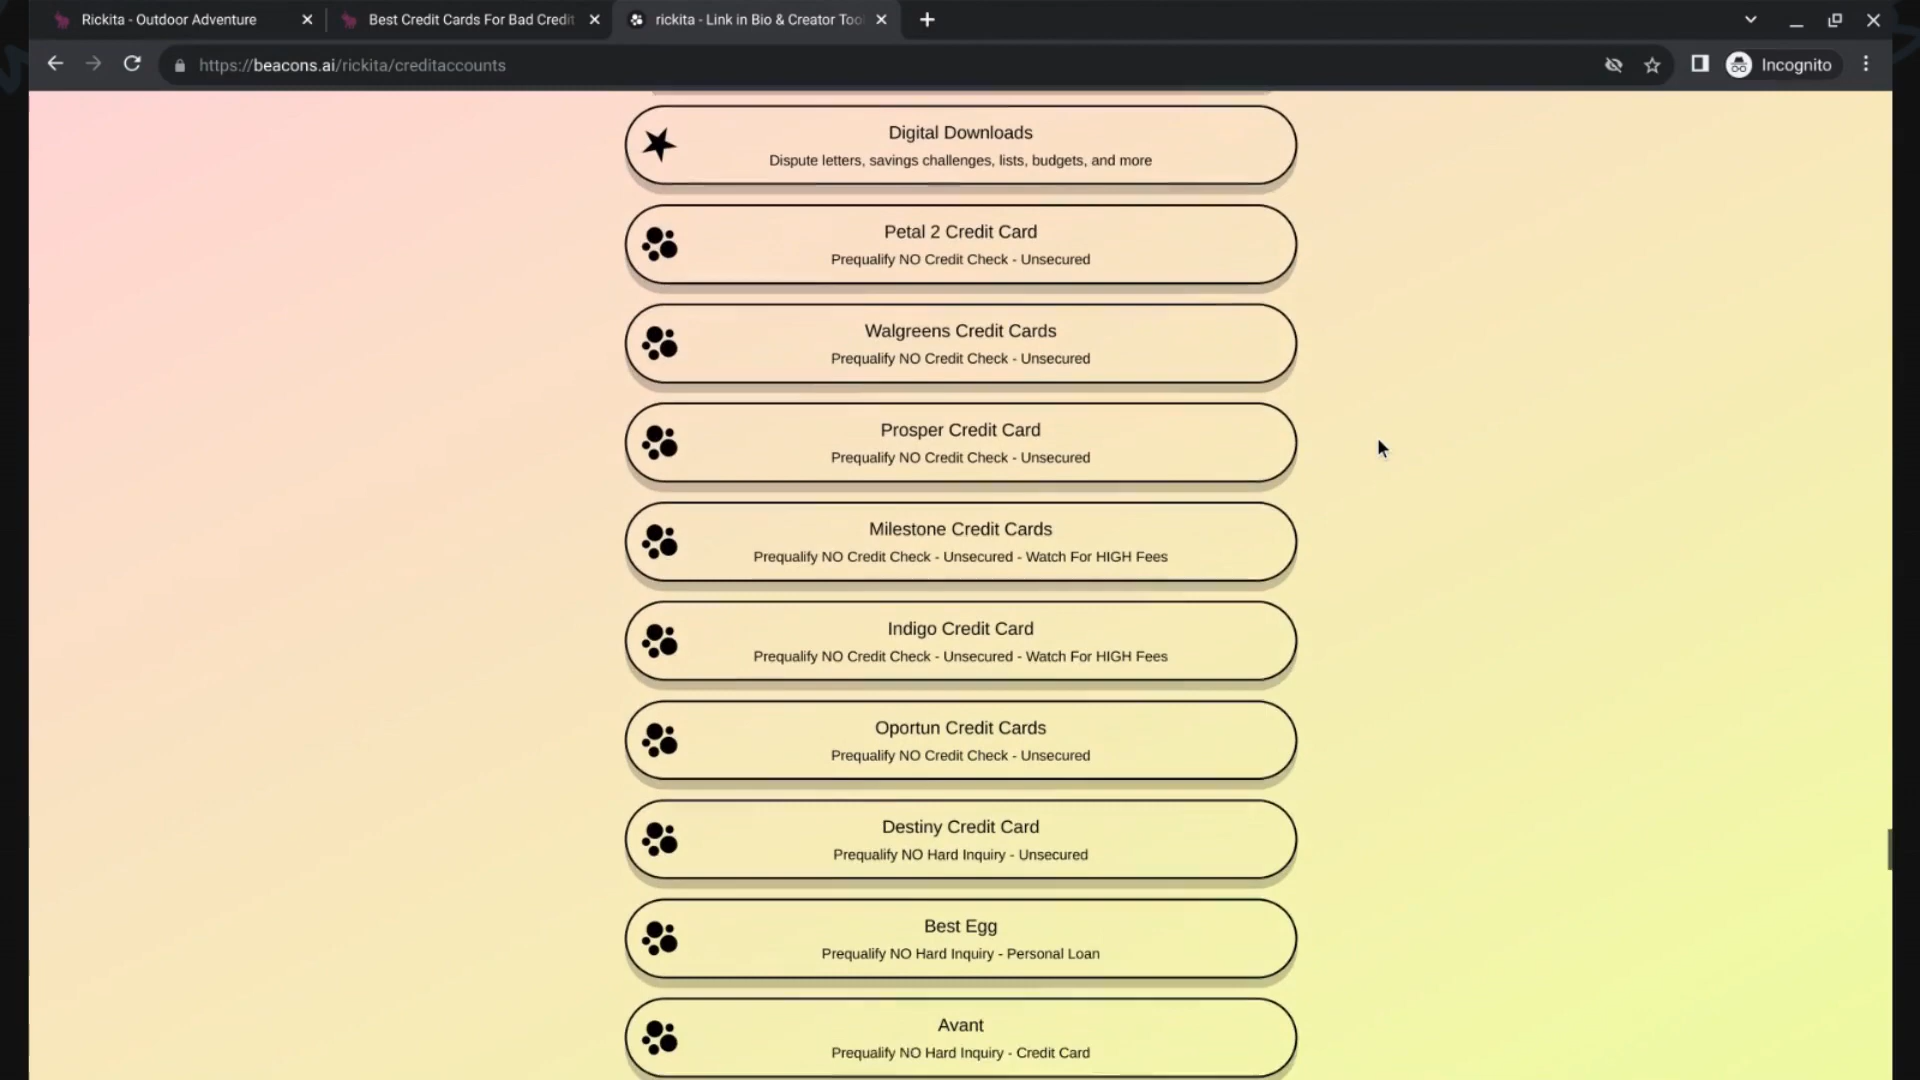 Rickita - Outdoor Adventure
Best Credit Cards For Bad Credit
rickita - Link in Bio & Creator Too
https://beacons.ai/rickita/creditaccounts
Incognito
Digital Downloads
Dispute letters, savings challenges, lists, budgets, and more
Petal 2 Credit Card
Prequalify NO Credit Check - Unsecured
Walgreens Credit Cards
Prequalify NO Credit Check - Unsecured
Prosper Credit Card
Prequalify NO Credit Check - Unsecured
Milestone Credit Cards
Prequalify NO Credit Check - Unsecured - Watch For HIGH Fees
Indigo Credit Card
Prequalify NO Credit Check - Unsecured - Watch For HIGH Fees
Oportun Credit Cards
Prequalify NO Credit Check - Unsecured
Destiny Credit Card
Prequalify NO Hard Inquiry - Unsecured
Best Egg
Prequalify NO Hard Inquiry - Personal Loan
Avant
Prequalify NO Hard Inquiry - Credit Card